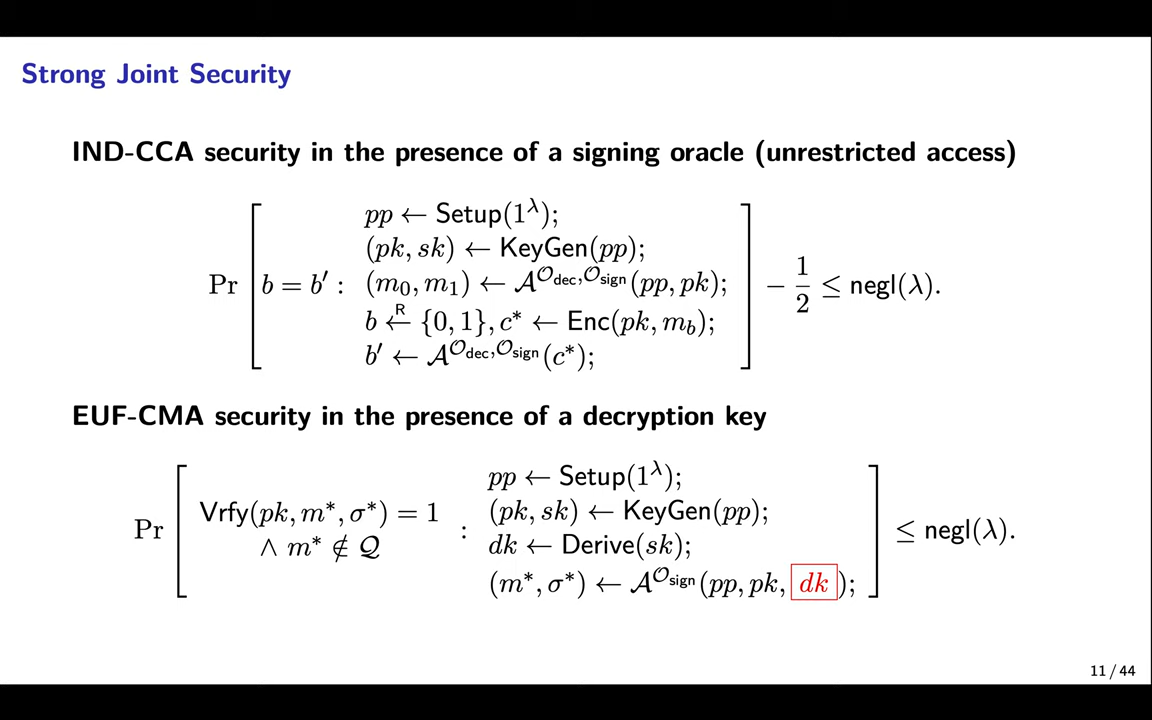 Strong Joint Security
IND-CCA security in the presence of a signing oracle (unrestricted access)
Pr [ b = b′ : pp ← Setup(1^λ);
(pk, sk) ← KeyGen(pp);
(m₀, m₁) ← 𝒜^{𝒪_dec, 𝒪_sign}(pp, pk);
b ←^R {0, 1}, c* ← Enc(pk, m_b);
b′ ← 𝒜^{𝒪_dec, 𝒪_sign}(c*); ] − 1/2 ≤ negl(λ).
EUF-CMA security in the presence of a decryption key
Pr [ Vrfy(pk, m*, σ*) = 1 ∧ m* ∉ 𝒬 : pp ← Setup(1^λ);
(pk, sk) ← KeyGen(pp);
dk ← Derive(sk);
(m*, σ*) ← 𝒜^{𝒪_sign}(pp, pk, dk); ] ≤ negl(λ).
11 / 44